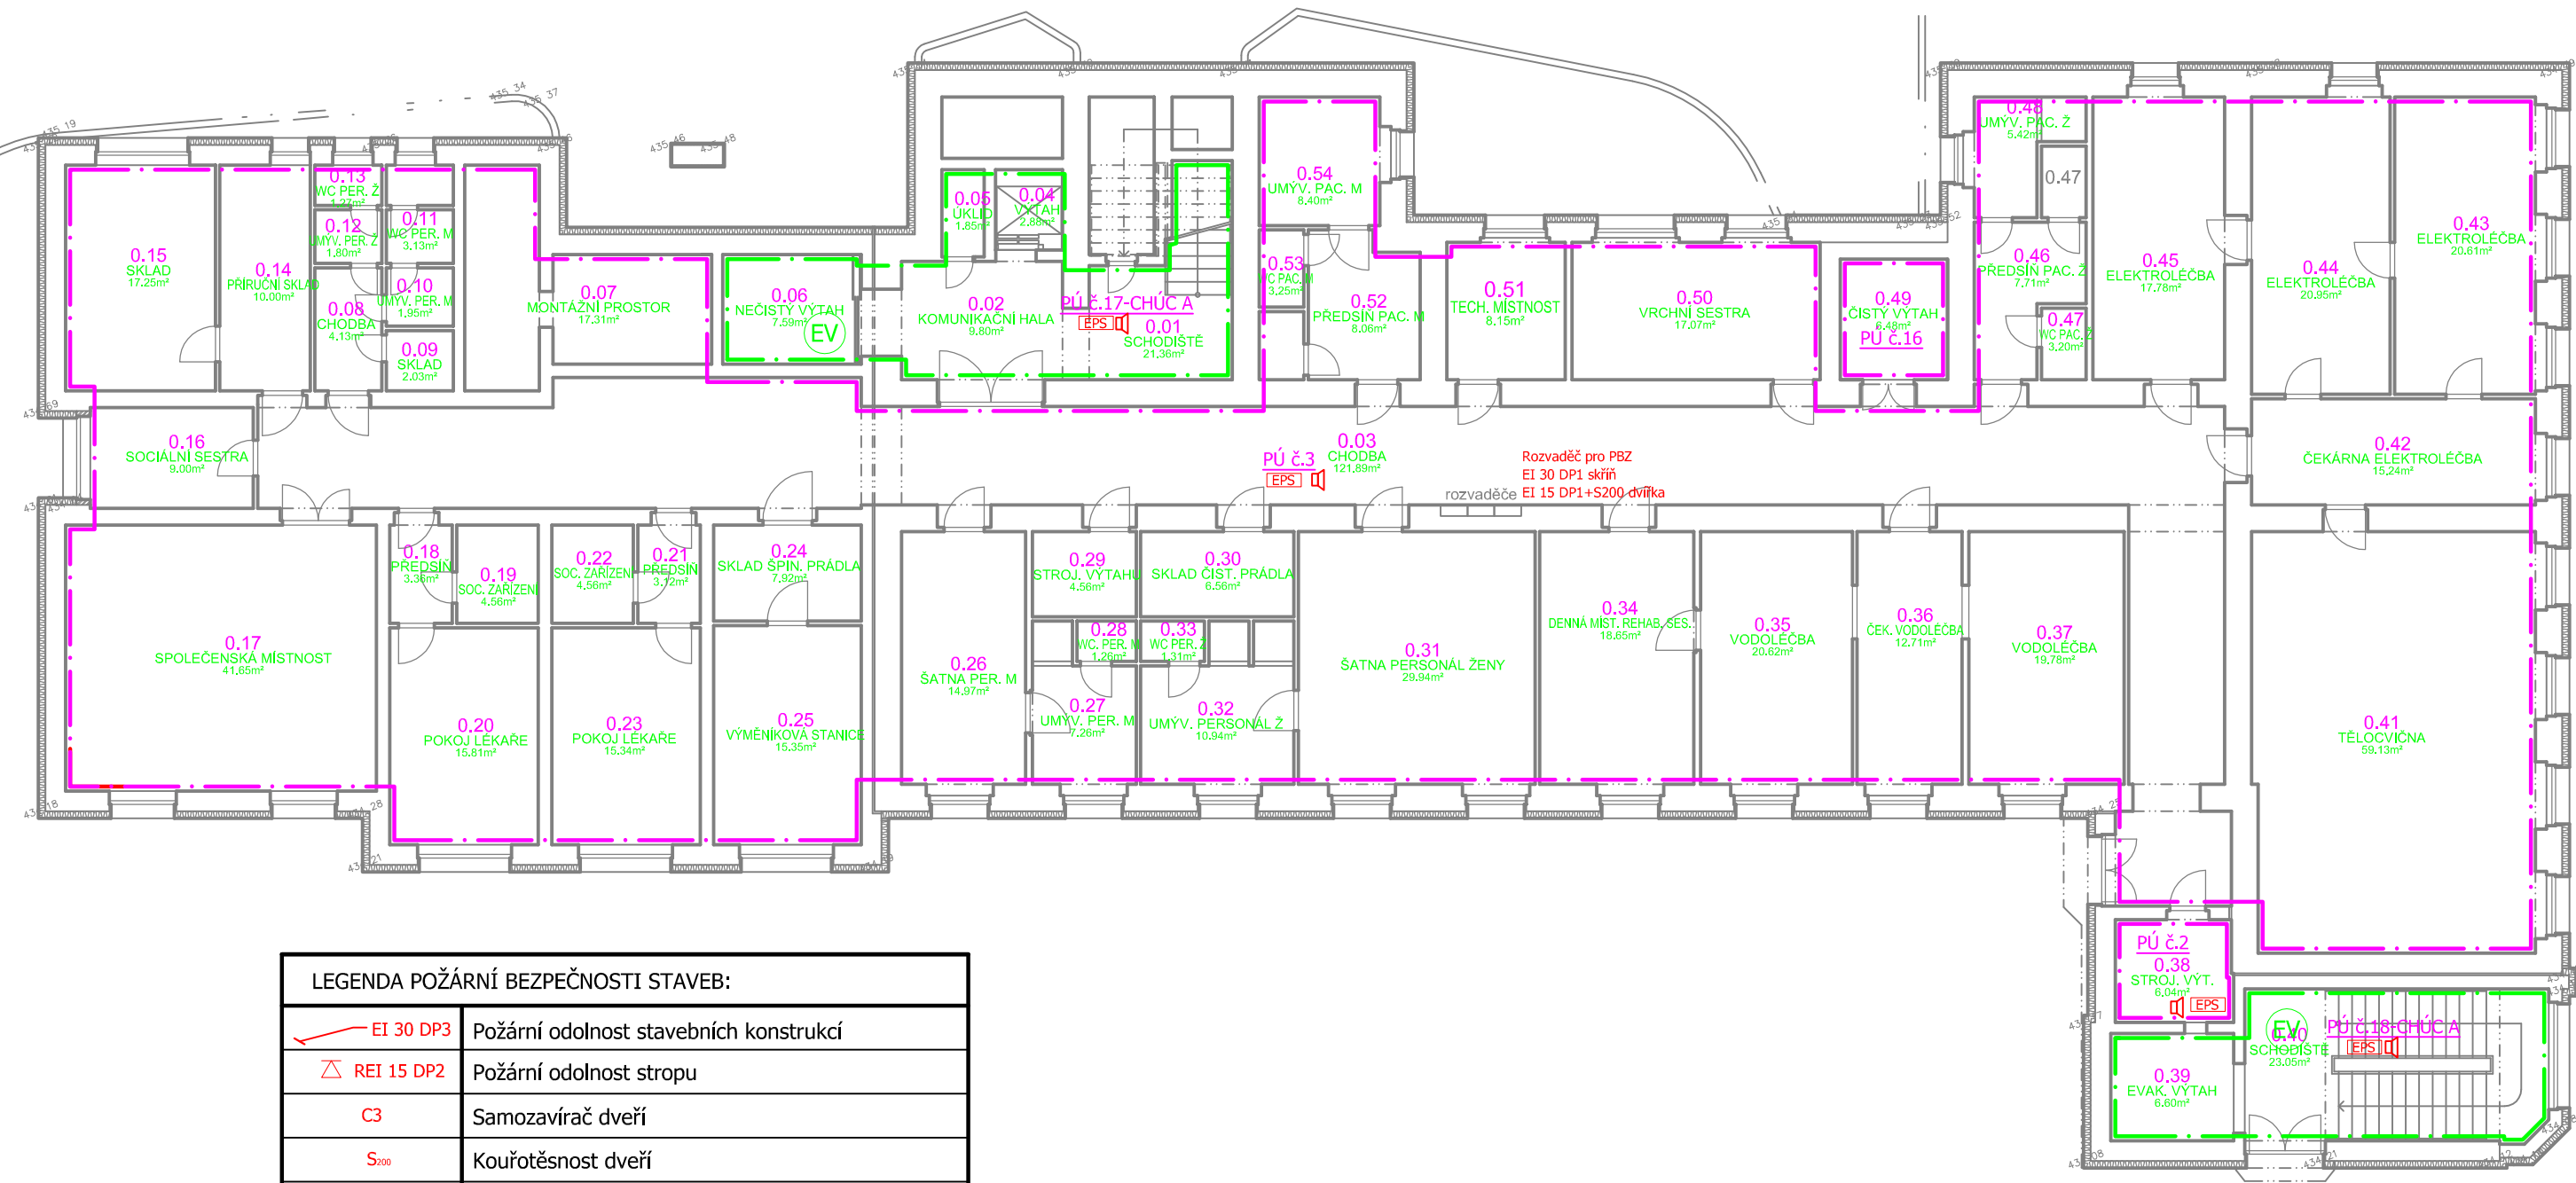 0.15
SKLAD
17.25m²
0.14
PŘÍRUČNÍ SKLAD
10.00m²
0.13
WC PER. Ž
1.27m²
0.12
UMÝV. PER. Ž
1.80m²
0.08
CHODBA
4.13m²
0.11
WC PER. M
3.13m²
0.10
UMÝV. PER. M
1.95m²
0.09
SKLAD
2.03m²
0.07
MONTÁŽNÍ PROSTOR
17.31m²
0.06
NEČISTÝ VÝTAH
7.59m²
EV
0.05
ÚKLID
1.85m²
0.04
VÝTAH
2.88m²
0.02
KOMUNIKAČNÍ HALA
9.80m²
PÚ č.17-CHÚC A
EPS
0.01
SCHODIŠTĚ
21.36m²
0.54
UMÝV. PAC. M
8.40m²
0.53
WC PAC. M
3.25m²
0.52
PŘEDSÍŇ PAC. M
8.06m²
0.51
TECH. MÍSTNOST
8.15m²
0.50
VRCHNÍ SESTRA
17.07m²
0.49
ČISTÝ VÝTAH
6.48m²
PÚ č.16
0.48
UMÝV. PAC. Ž
5.42m²
0.47
0.46
PŘEDSÍŇ PAC. Ž
7.71m²
0.47
WC PAC. Ž
3.20m²
0.45
ELEKTROLÉČBA
17.78m²
0.44
ELEKTROLÉČBA
20.95m²
0.43
ELEKTROLÉČBA
20.61m²
0.16
SOCIÁLNÍ SESTRA
9.00m²
PÚ č.3
EPS
0.03
CHODBA
121.89m²
Rozvaděč pro PBZ
EI 30 DP1 skříň
EI 15 DP1+S200 dvířka
rozvaděče
0.42
ČEKÁRNA ELEKTROLÉČBA
15.24m²
0.17
SPOLEČENSKÁ MÍSTNOST
41,65m²
0.18
PŘEDSÍŇ
3.36m²
0.19
SOC. ZAŘÍZENÍ
4.56m²
0.22
SOC. ZAŘÍZENÍ
4.56m²
0.21
PŘEDSÍŇ
3.12m²
0.24
SKLAD ŠPIN. PRÁDLA
7.92m²
0.20
POKOJ LÉKAŘE
15.81m²
0.23
POKOJ LÉKAŘE
15.34m²
0.25
VÝMĚNÍKOVÁ STANICE
15.35m²
0.26
ŠATNA PER. M
14.97m²
0.29
STROJ. VÝTAHU
4.56m²
0.28
WC. PER. M
1.26m²
0.27
UMÝV. PER. M
7.26m²
0.30
SKLAD ČIST. PRÁDLA
6.56m²
0.33
WC PER. Ž
1.31m²
0.32
UMÝV. PERSONÁL Ž
10.94m²
0.31
ŠATNA PERSONÁL ŽENY
29.94m²
0.34
DENNÁ MÍST. REHAB. SES.
18.65m²
0.35
VODOLÉČBA
20.62m²
0.36
ČEK. VODOLÉČBA
12.71m²
0.37
VODOLÉČBA
19.78m²
0.41
TĚLOCVIČNA
59.13m²
PÚ č.2
0.38
STROJ. VÝT.
6,04m²
EPS
0.39
EVAK. VÝTAH
6.60m²
EV
0.40
SCHODIŠTĚ
23.05m²
PÚ č.18-CHÚC A
EPS
LEGENDA POŽÁRNÍ BEZPEČNOSTI STAVEB:
EI 30 DP3 Požární odolnost stavebních konstrukcí
REI 15 DP2 Požární odolnost stropu
C3 Samozavírač dveří
S200 Kouřotěsnost dveří